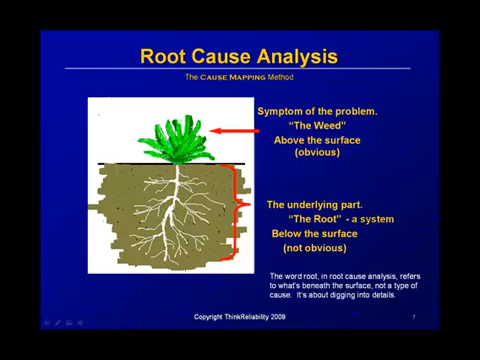 Root Cause Analysis
The CAUSE MAPPING Method
Symptom of the problem.
"The Weed"
Above the surface
(obvious)
The underlying part.
"The Root" - a system
Below the surface
(not obvious)
The word root, in root cause analysis, refers
to what's beneath the surface, not a type of
cause. It's about digging into details.
Copyright ThinkReliability 2009
7